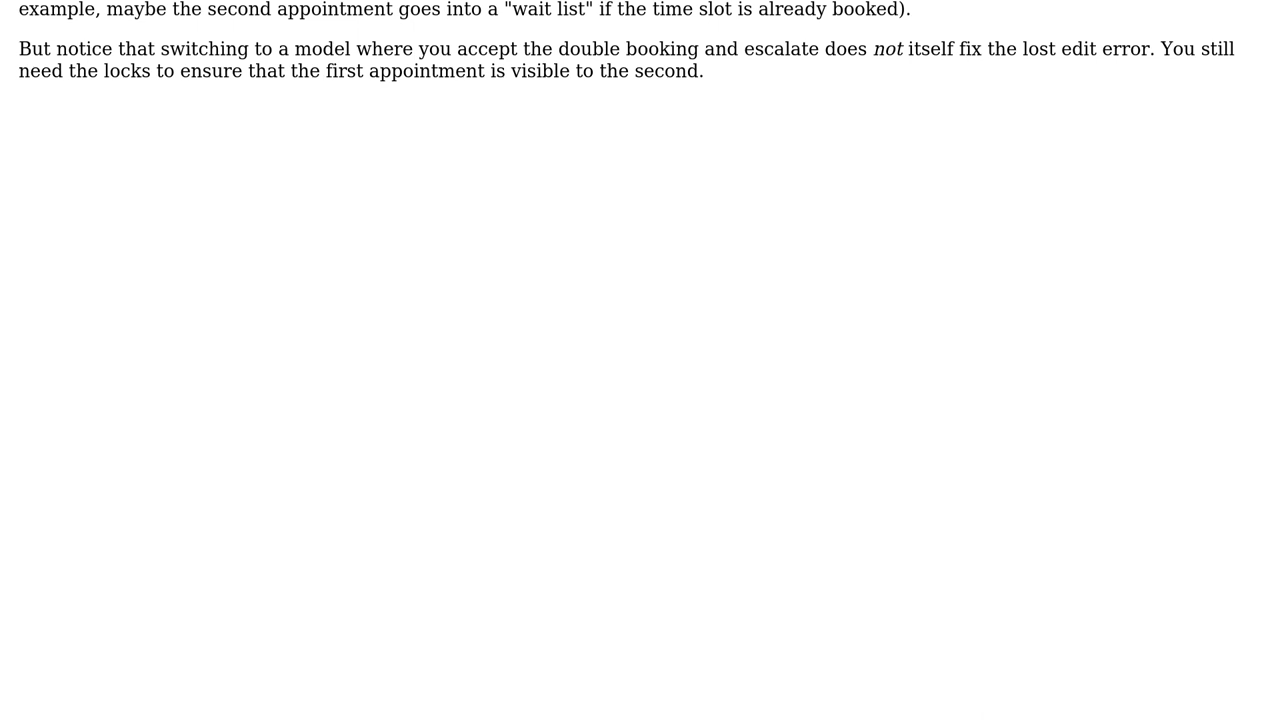 example, maybe the second appointment goes into a "wait list" if the time slot is already booked).
But notice that switching to a model where you accept the double booking and escalate does not itself fix the lost edit error. You still
need the locks to ensure that the first appointment is visible to the second.